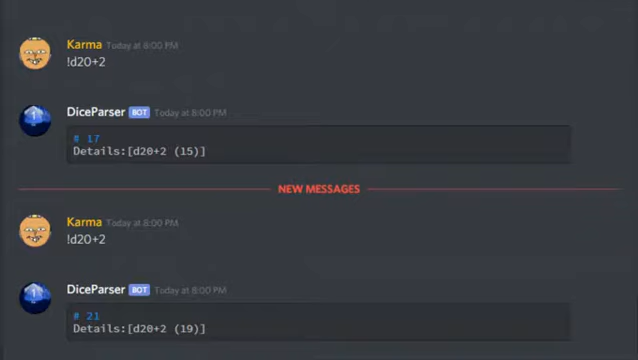 Karma Today at 8:00 PM
!d20+2
DiceParser BOT Today at 8:00 PM
# 17
Details:[d20+2 (15)]
NEW MESSAGES
Karma Today at 8:00 PM
!d20+2
DiceParser BOT Today at 8:00 PM
# 21
Details:[d20+2 (19)]